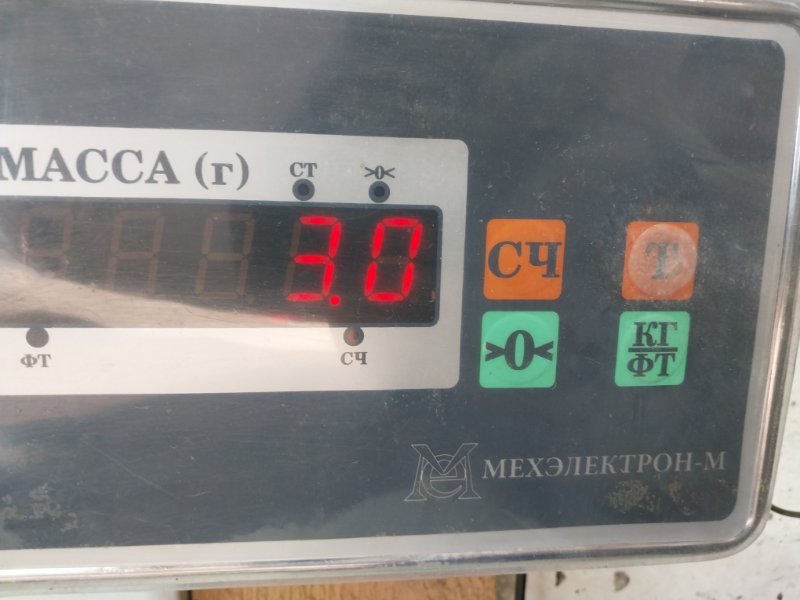 МАССА (г)
СТ
>0<
3.0
ФТ
СЧ
СЧ
Т
>0<
КГ
ФТ
МЕХЭЛЕКТРОН-М